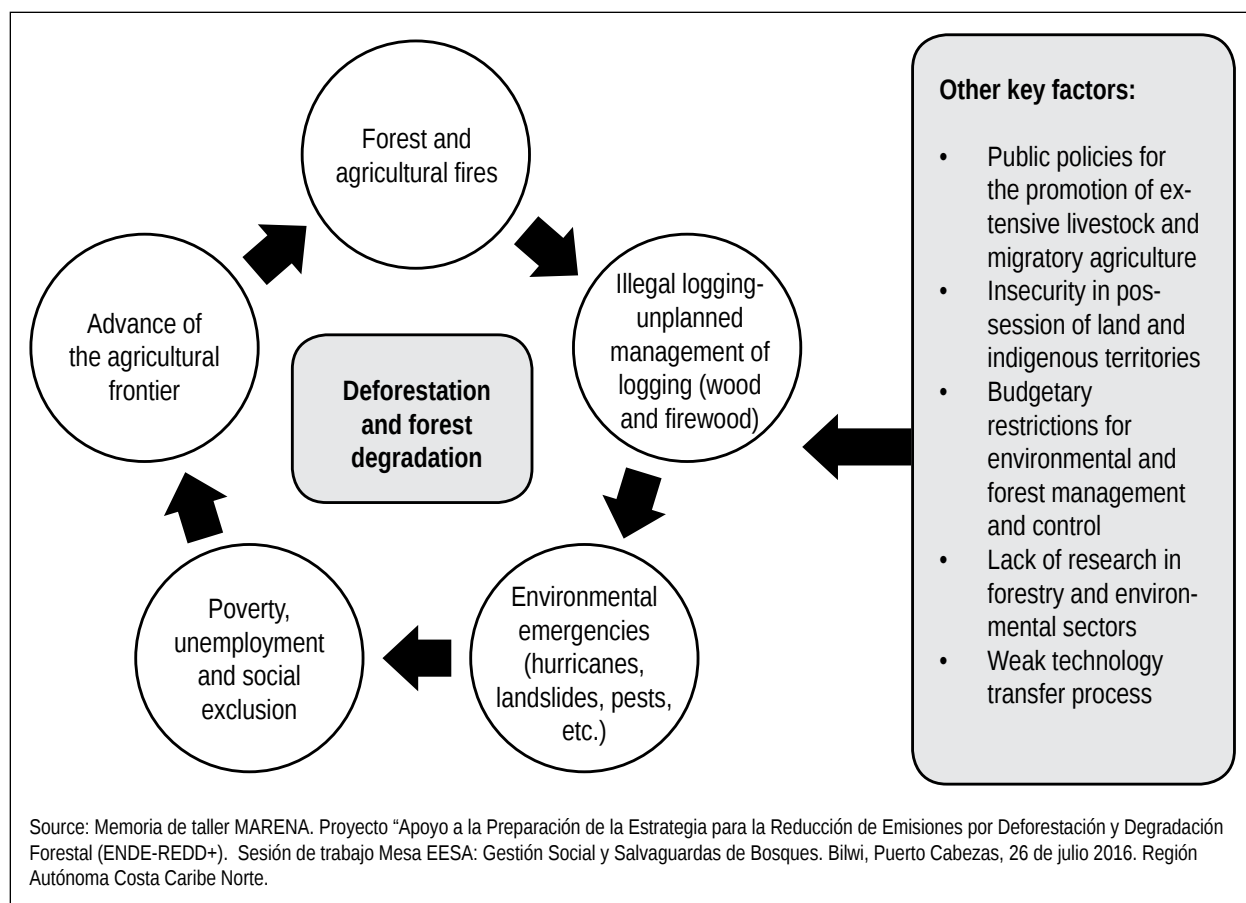 Forest and
agricultural fires
Illegal logging-
unplanned
management of
logging (wood
and firewood)
Environmental
emergencies
(hurricanes,
landslides, pests,
etc.)
Poverty,
unemployment
and social
exclusion
Advance of
the agricultural
frontier
Deforestation
and forest
degradation
Other key factors:
• Public policies for
the promotion of ex-
tensive livestock and
migratory agriculture
• Insecurity in pos-
session of land and
indigenous territories
• Budgetary
restrictions for
environmental and
forest management
and control
• Lack of research in
forestry and environ-
mental sectors
• Weak technology
transfer process
Source: Memoria de taller MARENA. Proyecto “Apoyo a la Preparación de la Estrategia para la Reducción de Emisiones por Deforestación y Degradación
Forestal (ENDE-REDD+). Sesión de trabajo Mesa EESA: Gestión Social y Salvaguardas de Bosques. Bilwi, Puerto Cabezas, 26 de julio 2016. Región
Autónoma Costa Caribe Norte.